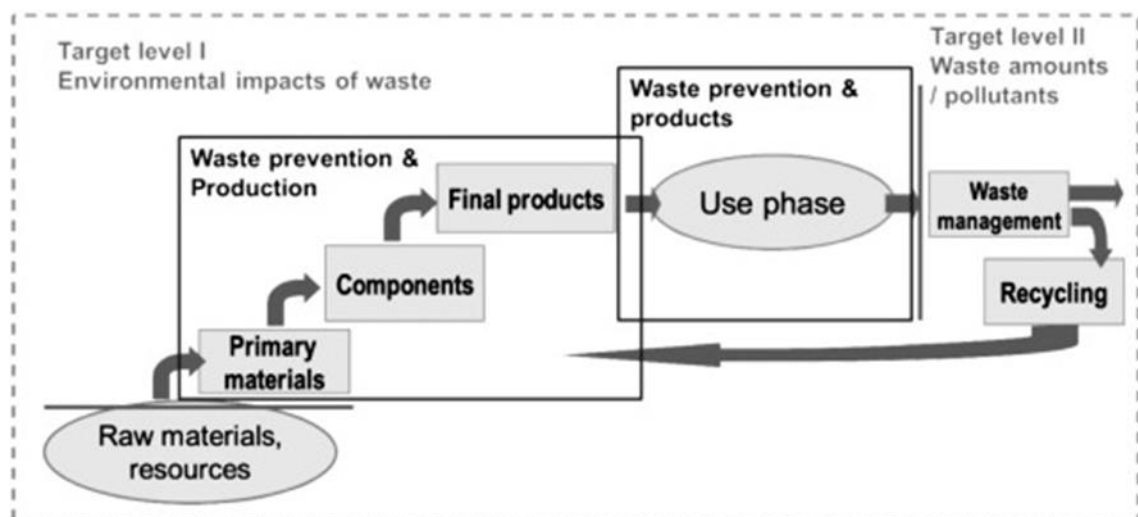 Target level I
Environmental impacts of waste
Target level II
Waste amounts
/ pollutants
Waste prevention &
products
Waste prevention &
Production
Final products
Use phase
Waste
management
Components
Recycling
Primary
materials
Raw materials,
resources